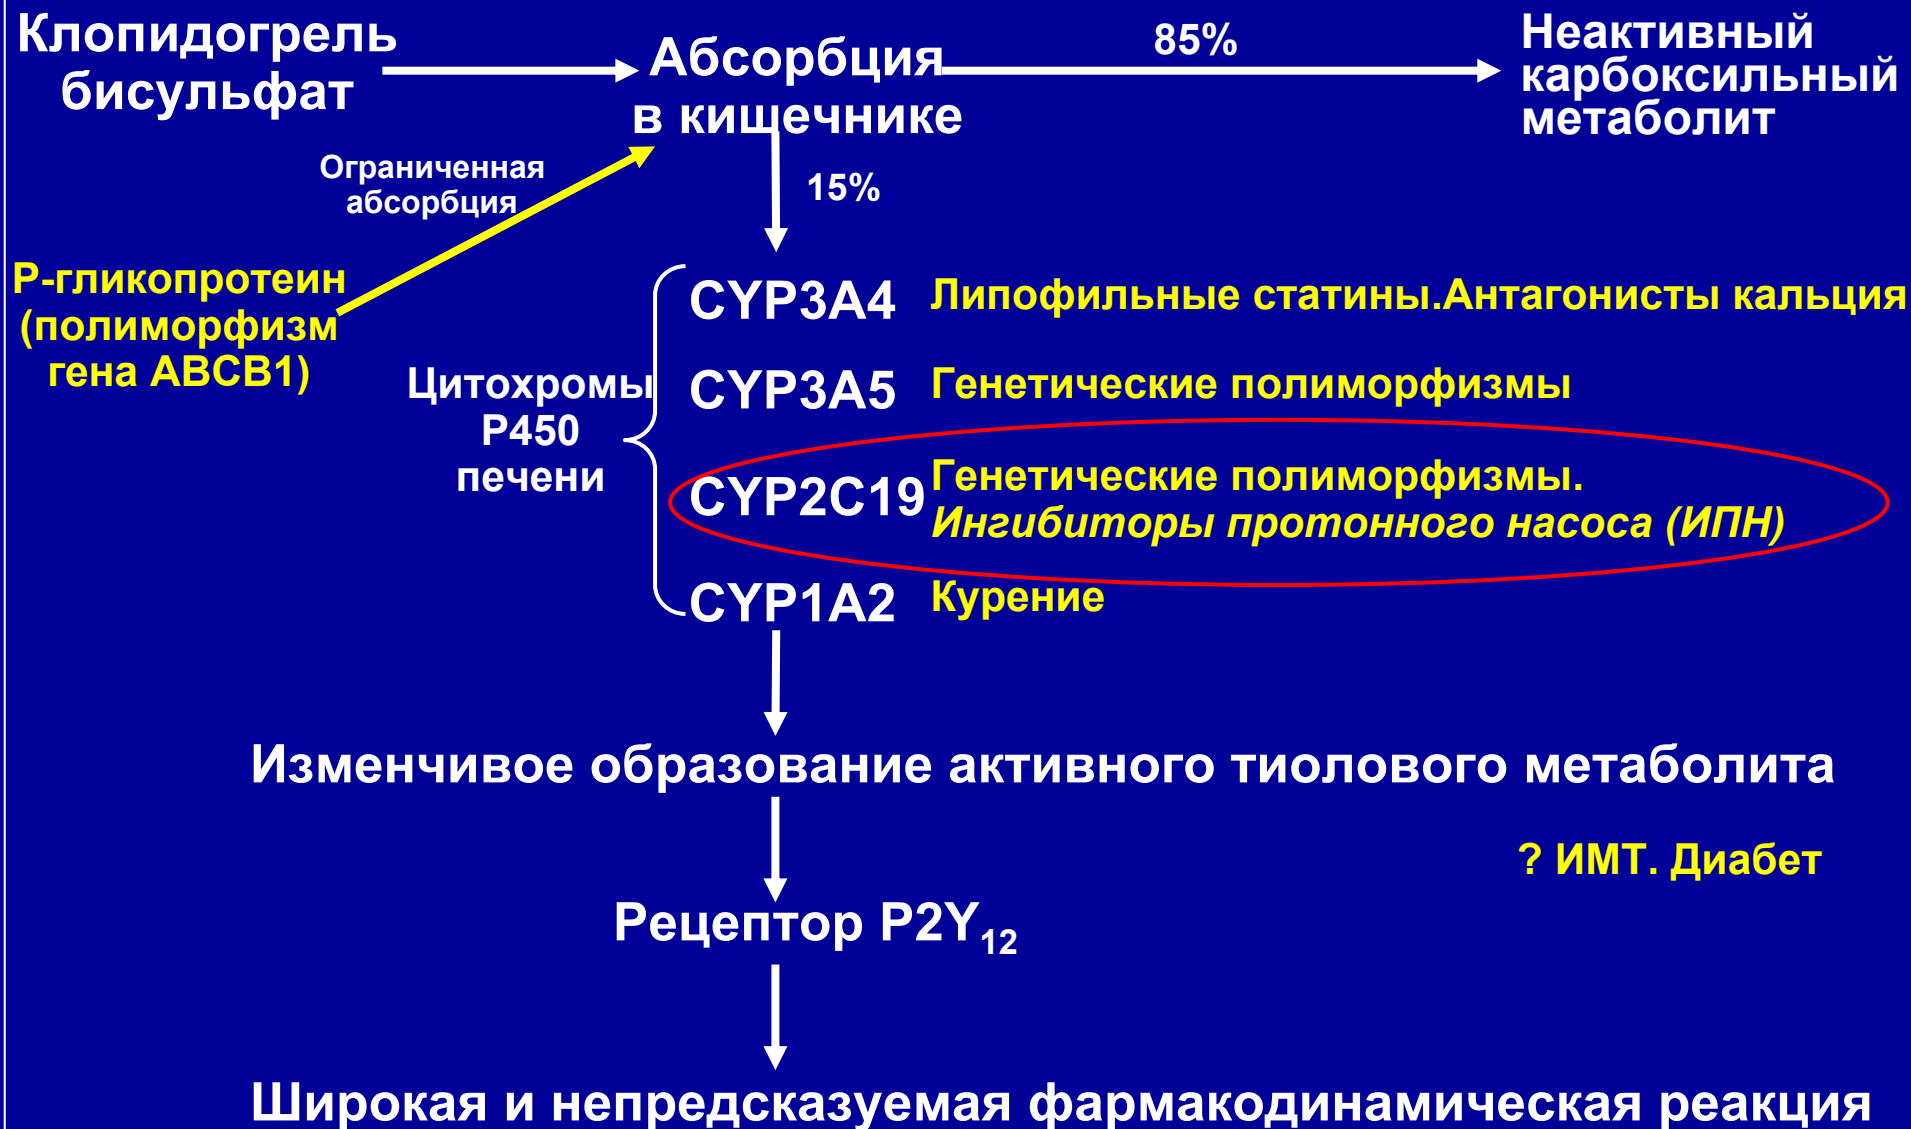 Клопидогрель
бисульфат
Абсорбция
в кишечнике
85%
Неактивный
карбоксильный
метаболит
Ограниченная
абсорбция
15%
Р-гликопротеин
(полиморфизм
гена ABCB1)
Цитохромы
Р450
печени
CYP3A4
Липофильные статины.Антагонисты кальция
CYP3A5
Генетические полиморфизмы
CYP2C19
Генетические полиморфизмы.
Ингибиторы протонного насоса (ИПН)
CYP1A2
Курение
Изменчивое образование активного тиолового метаболита
? ИМТ. Диабет
Рецептор P2Y₁₂
Широкая и непредсказуемая фармакодинамическая реакция